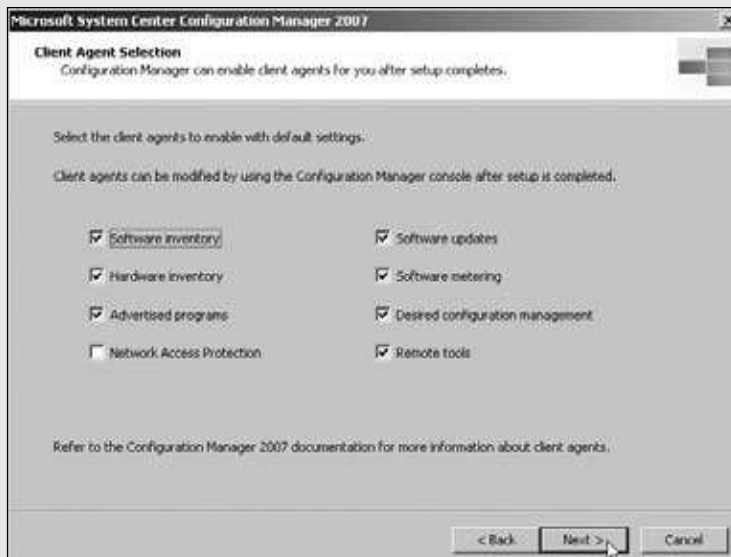 Microsoft System Center Configuration Manager 2007
Client Agent Selection
Configuration Manager can enable client agents for you after setup completes.
Select the client agents to enable with default settings.
Client agents can be modified by using the Configuration Manager console after setup is completed.
Software inventory
Software updates
Hardware inventory
Software metering
Advertised programs
Desired configuration management
Network Access Protection
Remote tools
Refer to the Configuration Manager 2007 documentation for more information about client agents.
< Back
Next >
Cancel